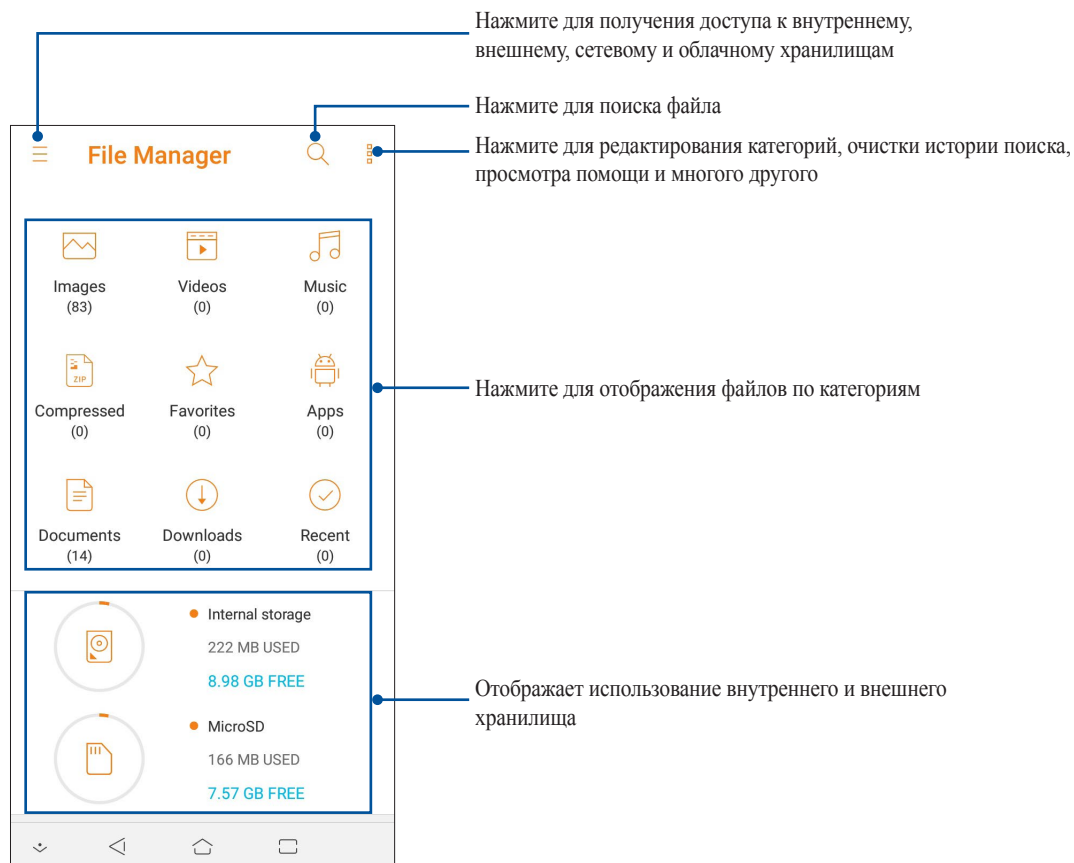 Нажмите для получения доступа к внутреннему,
внешнему, сетевому и облачному хранилищам
Нажмите для поиска файла
Нажмите для редактирования категорий, очистки истории поиска,
просмотра помощи и многого другого
File Manager
Images
(83)
Videos
(0)
Music
(0)
ZIP
Compressed
(0)
Favorites
(0)
Apps
(0)
Нажмите для отображения файлов по категориям
Documents
(14)
Downloads
(0)
Recent
(0)
Internal storage
222 MB USED
8.98 GB FREE
Отображает использование внутреннего и внешнего
хранилища
MicroSD
166 MB USED
7.57 GB FREE